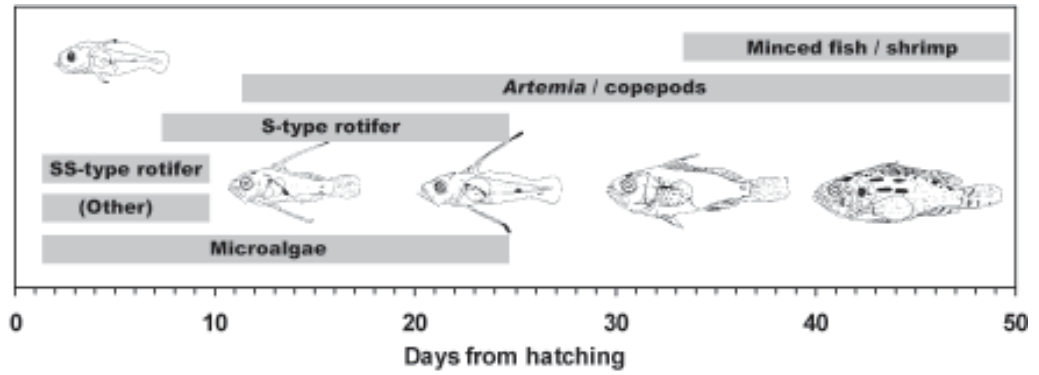 Minced fish / shrimp
Artemia / copepods
S-type rotifer
SS-type rotifer
(Other)
Microalgae
0 10 20 30 40 50
Days from hatching